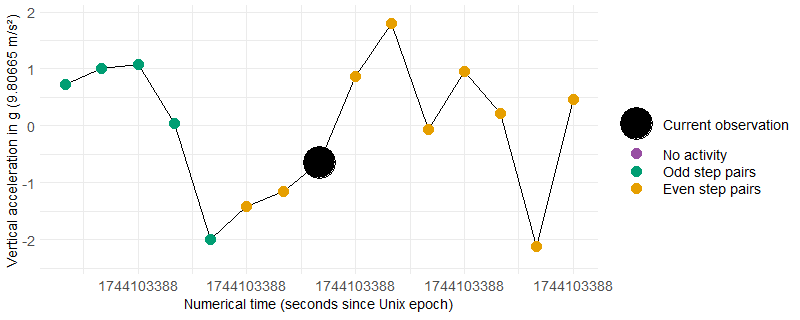 Vertical acceleration in g (9.80665 m/s²)
2
1
0
-1
-2
1744103388 1744103388 1744103388 1744103388 1744103388
Numerical time (seconds since Unix epoch)
Current observation
No activity
Odd step pairs
Even step pairs